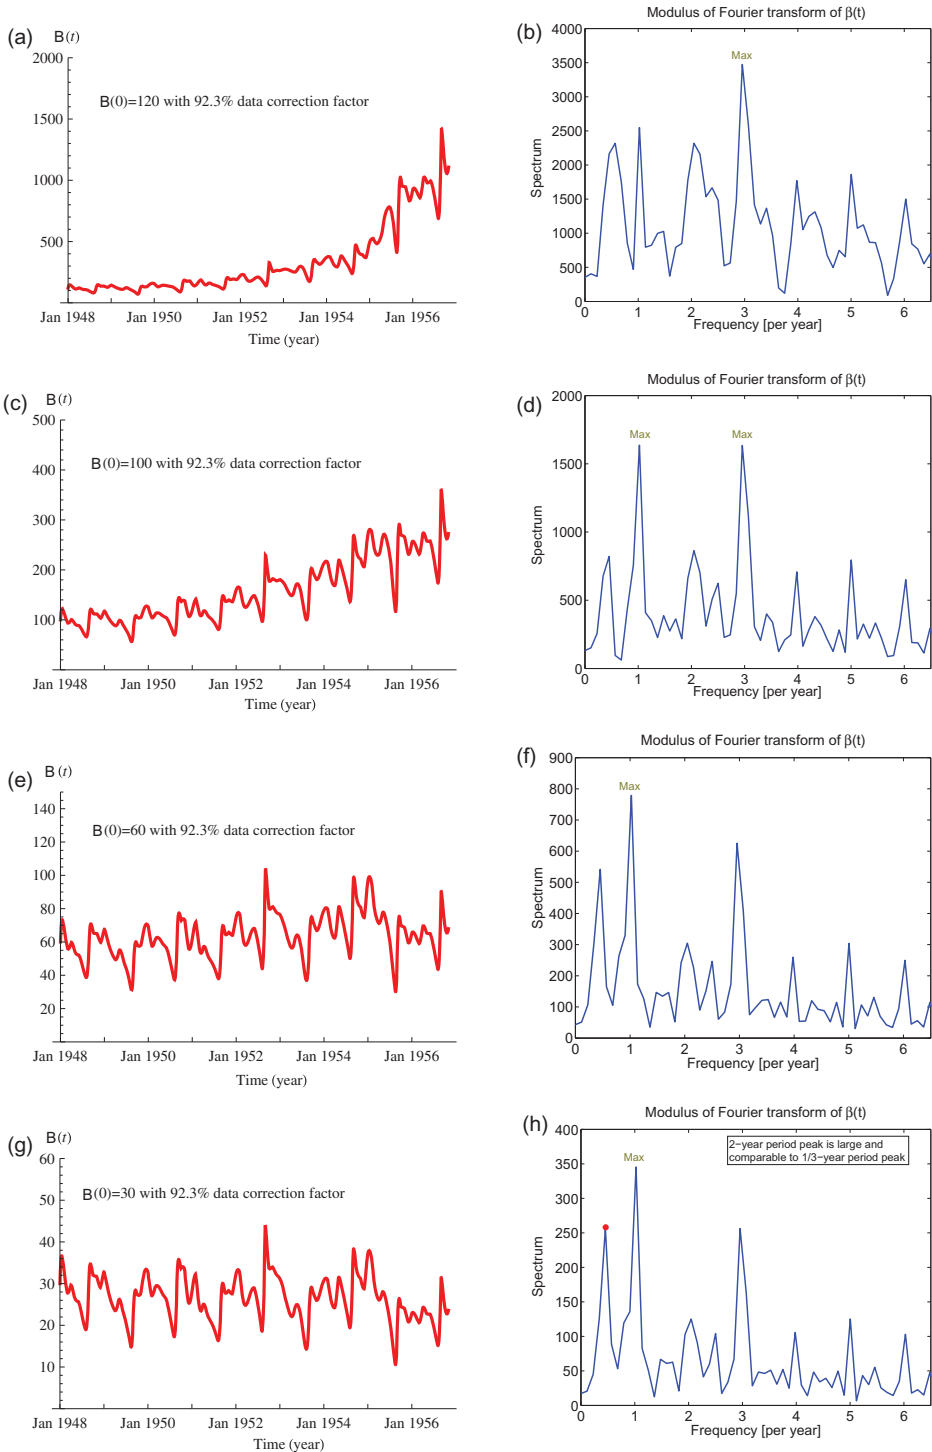 (a)
B(t)
2000
1500
1000
500
B(0)=120 with 92.3% data correction factor
Jan 1948 Jan 1950 Jan 1952 Jan 1954 Jan 1956
Time (year)
(b)
Modulus of Fourier transform of β(t)
4000
3500
3000
2500
2000
1500
1000
500
0
Spectrum
Max
0 1 2 3 4 5 6
Frequency [per year]
(c)
B(t)
500
400
300
200
100
B(0)=100 with 92.3% data correction factor
Jan 1948 Jan 1950 Jan 1952 Jan 1954 Jan 1956
Time (year)
(d)
Modulus of Fourier transform of β(t)
2000
1500
1000
500
0
Spectrum
Max Max
0 1 2 3 4 5 6
Frequency [per year]
(e)
B(t)
140
120
100
80
60
40
20
B(0)=60 with 92.3% data correction factor
Jan 1948 Jan 1950 Jan 1952 Jan 1954 Jan 1956
Time (year)
(f)
Modulus of Fourier transform of β(t)
900
800
700
600
500
400
300
200
100
0
Spectrum
Max
0 1 2 3 4 5 6
Frequency [per year]
(g)
B(t)
60
50
40
30
20
10
B(0)=30 with 92.3% data correction factor
Jan 1948 Jan 1950 Jan 1952 Jan 1954 Jan 1956
Time (year)
(h)
Modulus of Fourier transform of β(t)
400
350
300
250
200
150
100
50
0
Spectrum
Max
2−year period peak is large and
comparable to 1/3−year period peak
0 1 2 3 4 5 6
Frequency [per year]